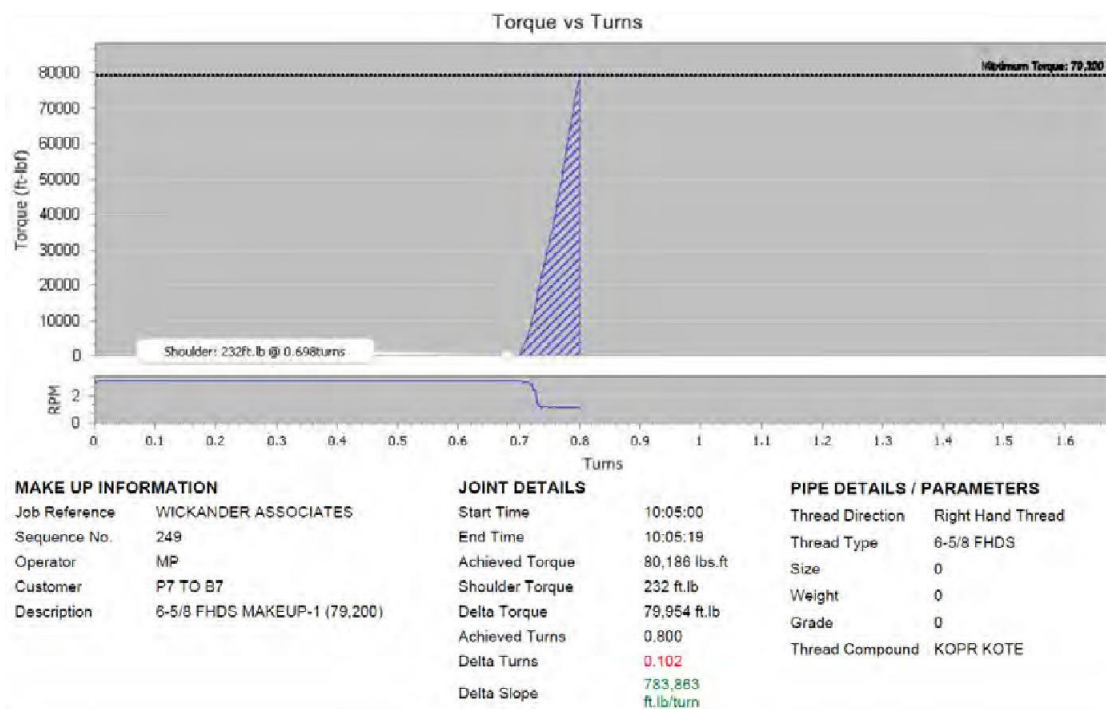 Torque vs Turns
Maximum Torque: 79,200
80000
70000
60000
50000
40000
30000
20000
10000
0
Torque (ft-lbf)
Shoulder: 232ft.lb @ 0.698turns
2
0
RPM
0 0.1 0.2 0.3 0.4 0.5 0.6 0.7 0.8 0.9 1 1.1 1.2 1.3 1.4 1.5 1.6
Turns
MAKE UP INFORMATION
Job Reference WICKANDER ASSOCIATES
Sequence No. 249
Operator MP
Customer P7 TO B7
Description 6-5/8 FHDS MAKEUP-1 (79,200)
JOINT DETAILS
Start Time 10:05:00
End Time 10:05:19
Achieved Torque 80,186 lbs.ft
Shoulder Torque 232 ft.lb
Delta Torque 79,954 ft.lb
Achieved Turns 0.800
Delta Turns 0.102
Delta Slope 783,863
ft.lb/turn
PIPE DETAILS / PARAMETERS
Thread Direction Right Hand Thread
Thread Type 6-5/8 FHDS
Size 0
Weight 0
Grade 0
Thread Compound KOPR KOTE